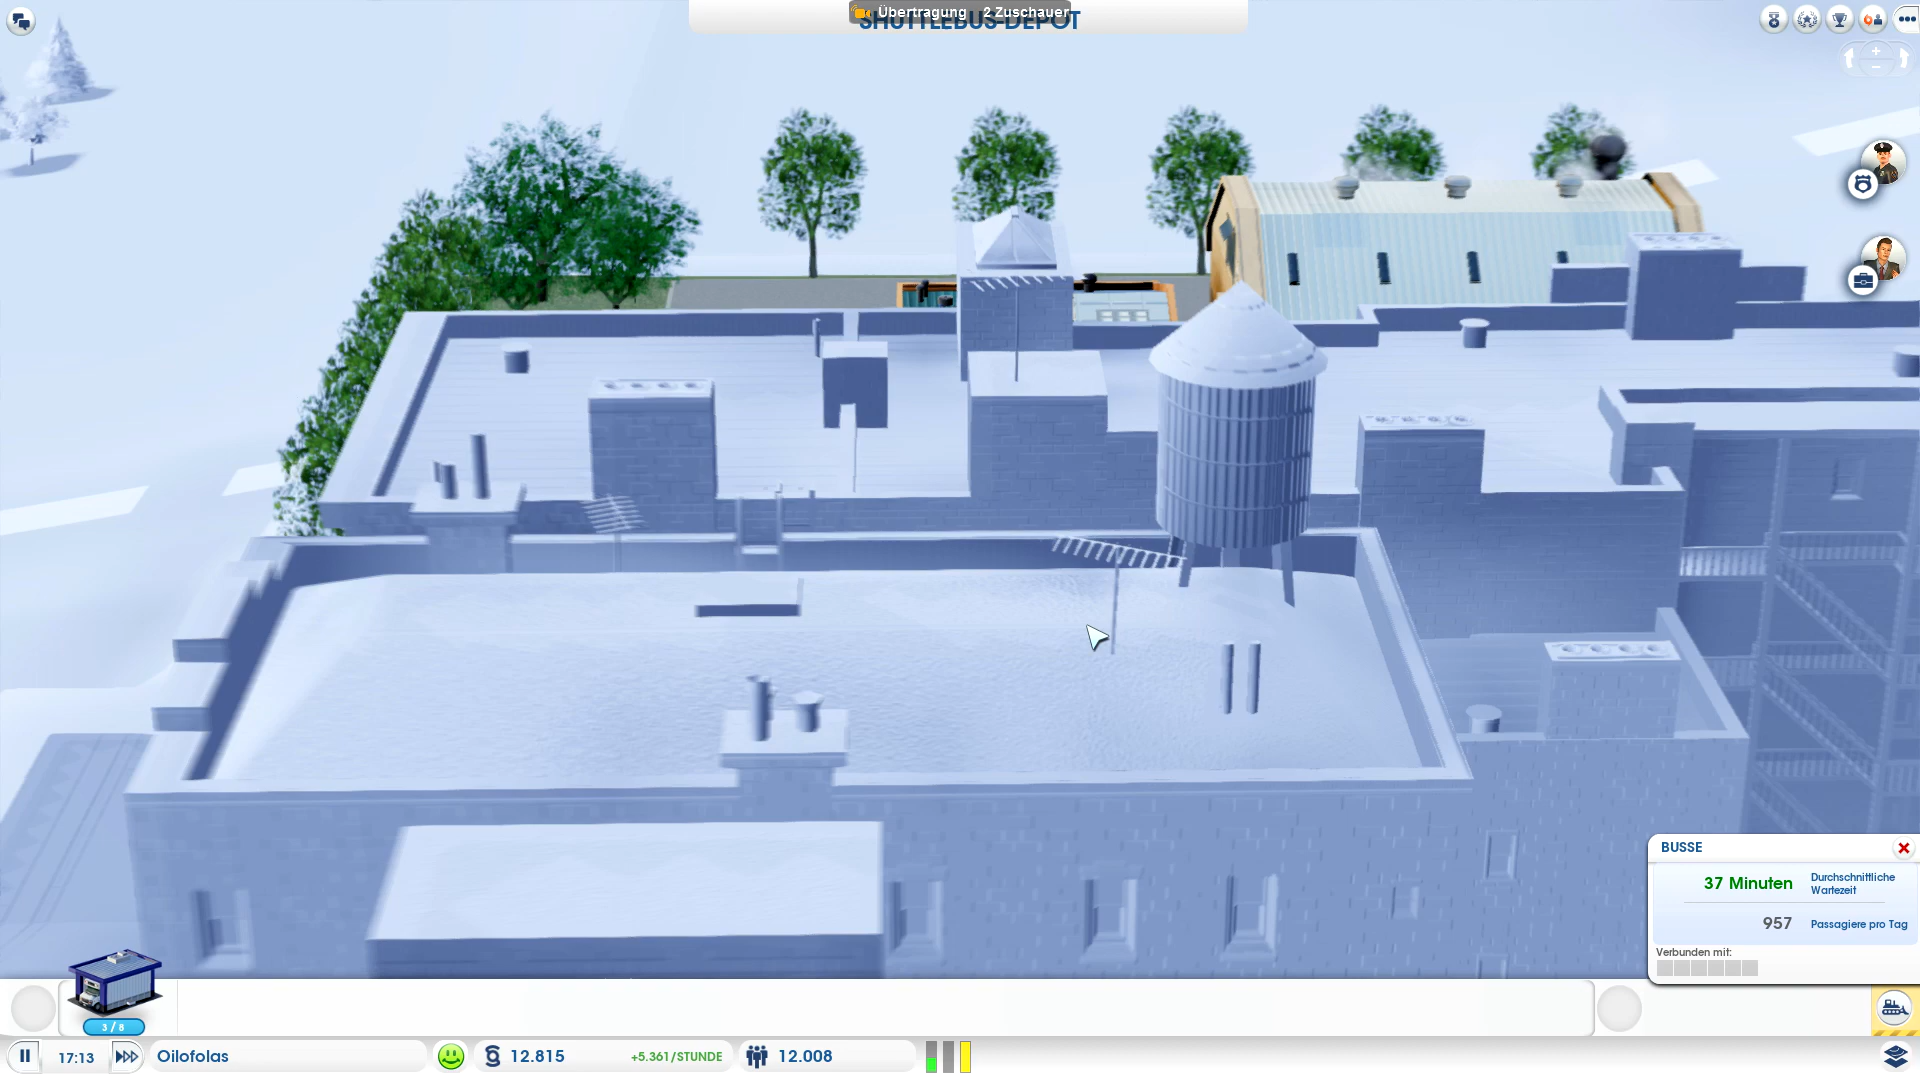 Übertragung 2 Zuschauer
SHUTTLEBUS-DEPOT
BUSSE
37 Minuten
Durchschnittliche
Wartezeit
957
Passagiere pro Tag
Verbunden mit:
3 / 8
17:13
Oilofolas
12.815
+5.361/STUNDE
12.008